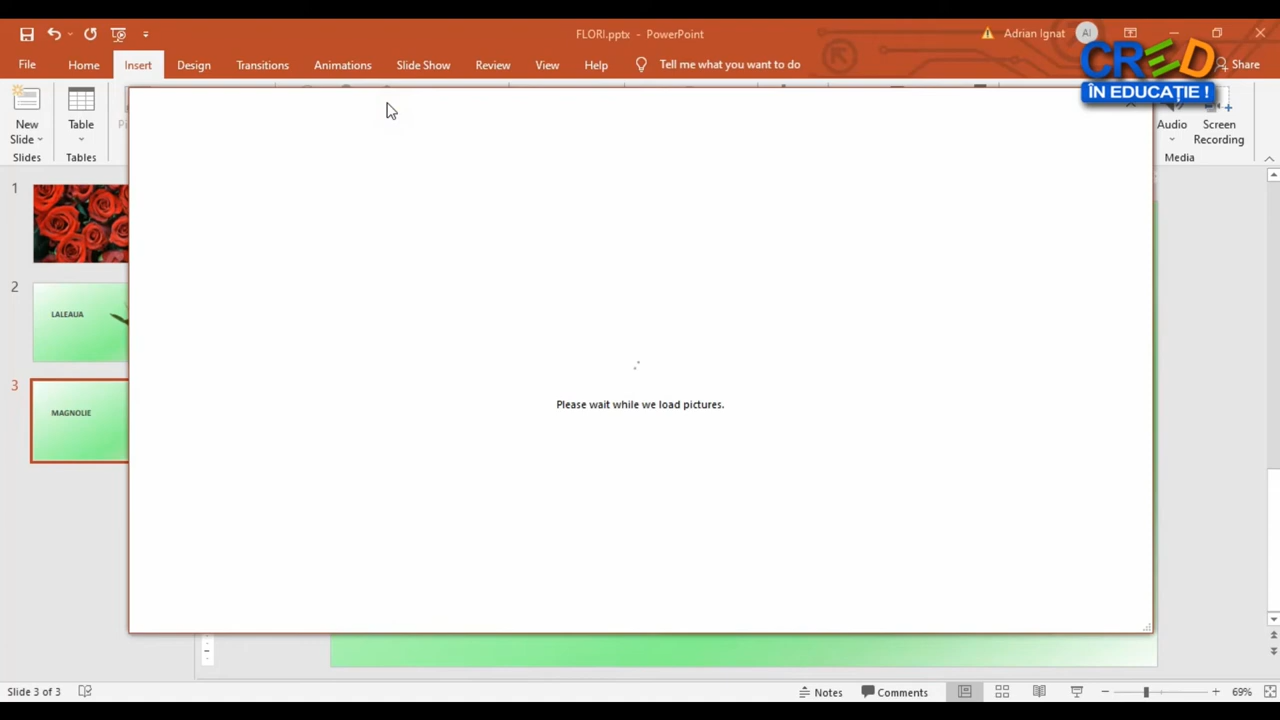 FLORI.pptx - PowerPoint
Adrian Ignat
AI
CRED
ÎN EDUCAȚIE !
File
Home
Insert
Design
Transitions
Animations
Slide Show
Review
View
Help
Tell me what you want to do
Share
New
Slide
Slides
Table
Tables
Audio
Screen
Recording
Media
1
2
LALEAUA
3
MAGNOLIE
Please wait while we load pictures.
Slide 3 of 3
Notes
Comments
69%